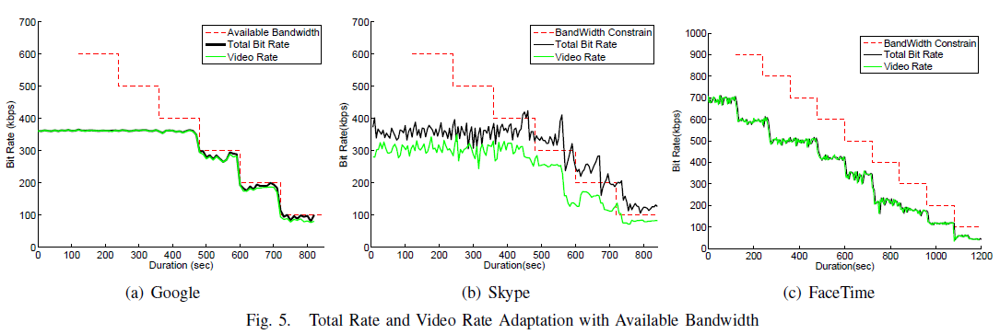 700
600
500
400
300
200
100
0
Bit Rate (kbps)
Available Bandwidth
Total Bit Rate
Video Rate
0 100 200 300 400 500 600 700 800
Duration (sec)
(a) Google
700
600
500
400
300
200
100
0
Bit Rate(kbps)
BandWidth Constrain
Total Bit Rate
Video Rate
0 100 200 300 400 500 600 700 800
Duration(sec)
(b) Skype
1000
900
800
700
600
500
400
300
200
100
0
Bit Rate(kbps)
BandWidth Constrain
Total Bit Rate
Video Rate
0 200 400 600 800 1000 1200
Duration(sec)
(c) FaceTime
Fig. 5. Total Rate and Video Rate Adaptation with Available Bandwidth